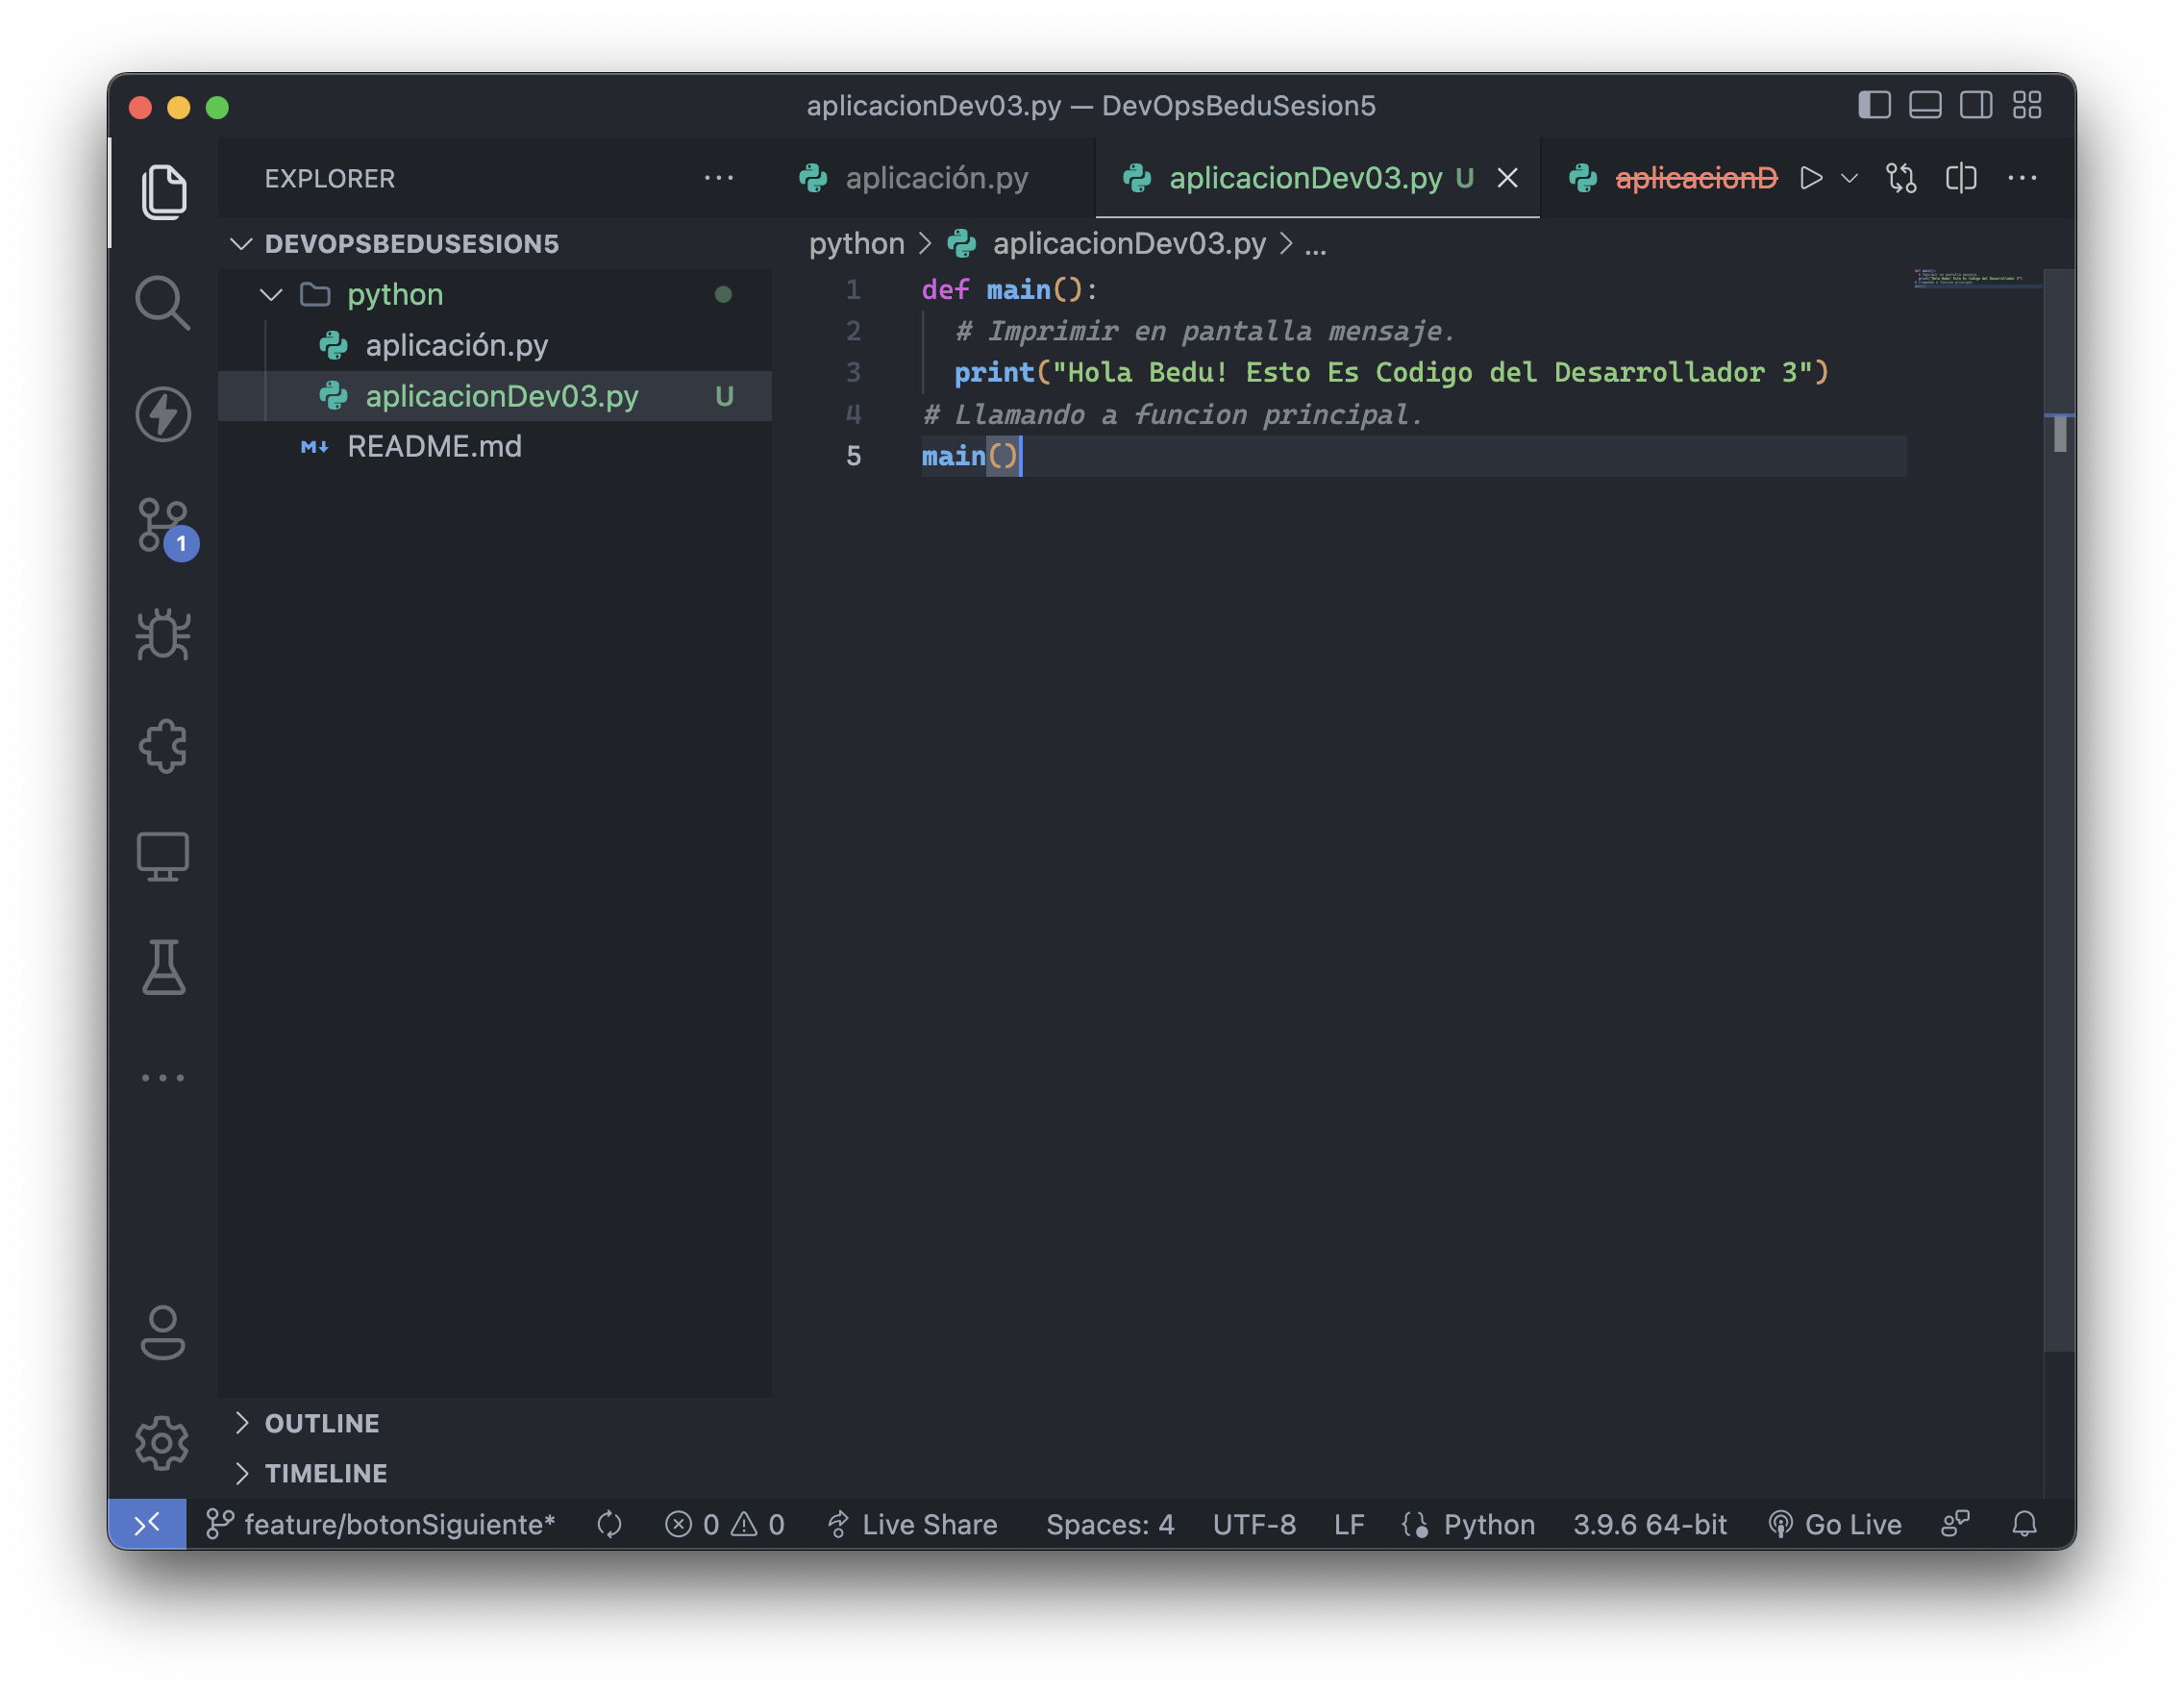 aplicacionDev03.py — DevOpsBeduSesion5
EXPLORER
DEVOPSBEDUSESION5
python
aplicación.py
aplicacionDev03.py U
README.md
OUTLINE
TIMELINE
1
aplicación.py
aplicacionDev03.py U
aplicacionD
python > aplicacionDev03.py > ...
1 def main():
2 # Imprimir en pantalla mensaje.
3 print("Hola Bedu! Esto Es Codigo del Desarrollador 3")
4 # Llamando a funcion principal.
5 main()
feature/botonSiguiente* 0 0 Live Share Spaces: 4 UTF-8 LF Python 3.9.6 64-bit Go Live